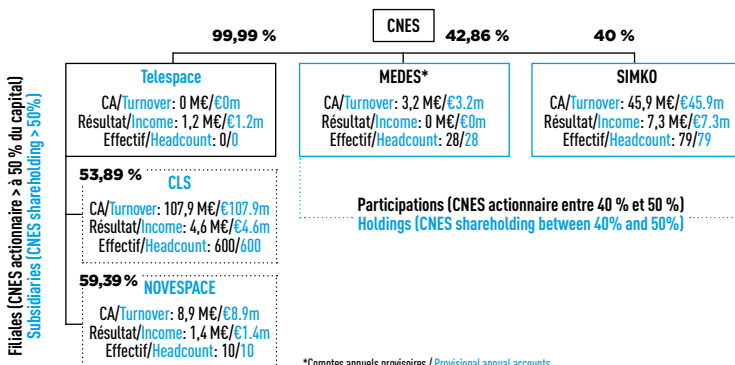 CNES
99,99 %
42,86 %
40 %
Filiales (CNES actionnaire > à 50 % du capital)
Subsidiaries (CNES shareholding > 50%)
Telespace
CA/Turnover: 0 M€/€0m
Résultat/Income: 1,2 M€/€1.2m
Effectif/Headcount: 0/0
MEDES*
CA/Turnover: 3,2 M€/€3.2m
Résultat/Income: 0 M€/€0m
Effectif/Headcount: 28/28
SIMKO
CA/Turnover: 45,9 M€/€45.9m
Résultat/Income: 7,3 M€/€7.3m
Effectif/Headcount: 79/79
53,89 %
CLS
CA/Turnover: 107,9 M€/€107.9m
Résultat/Income: 4,6 M€/€4.6m
Effectif/Headcount: 600/600
Participations (CNES actionnaire entre 40 % et 50 %)
Holdings (CNES shareholding between 40% and 50%)
59,39 %
NOVESPACE
CA/Turnover: 8,9 M€/€8.9m
Résultat/Income: 1,4 M€/€1.4m
Effectif/Headcount: 10/10
*Comptes annuels provisoires / Provisional annual accounts